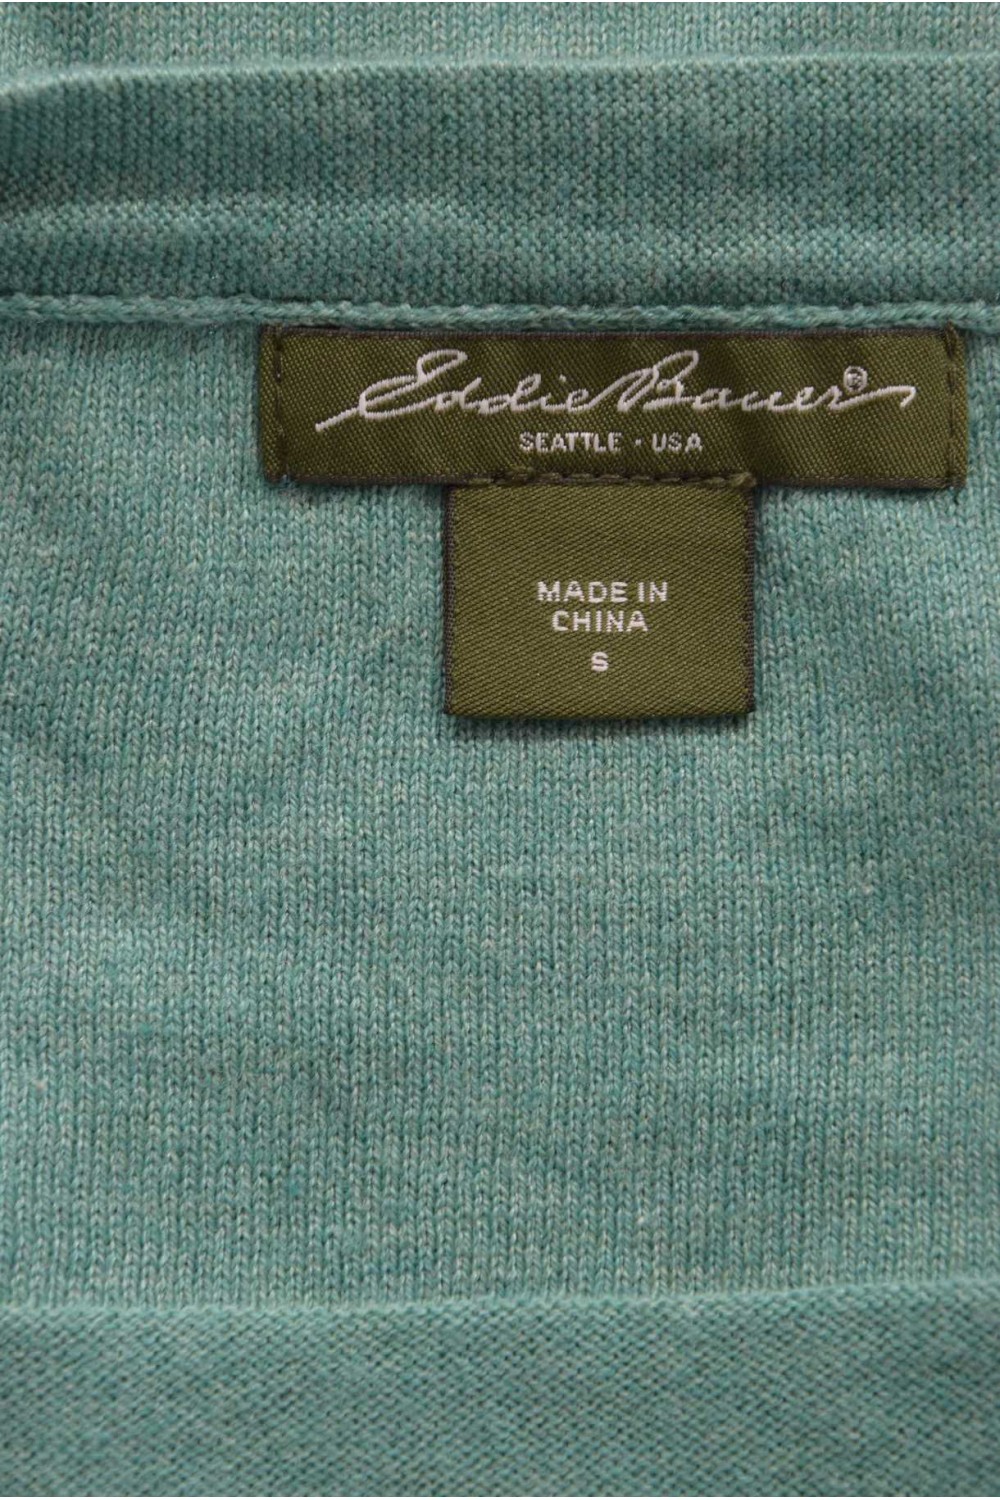 Eddie Bauer®
SEATTLE · USA
MADE IN
CHINA
S